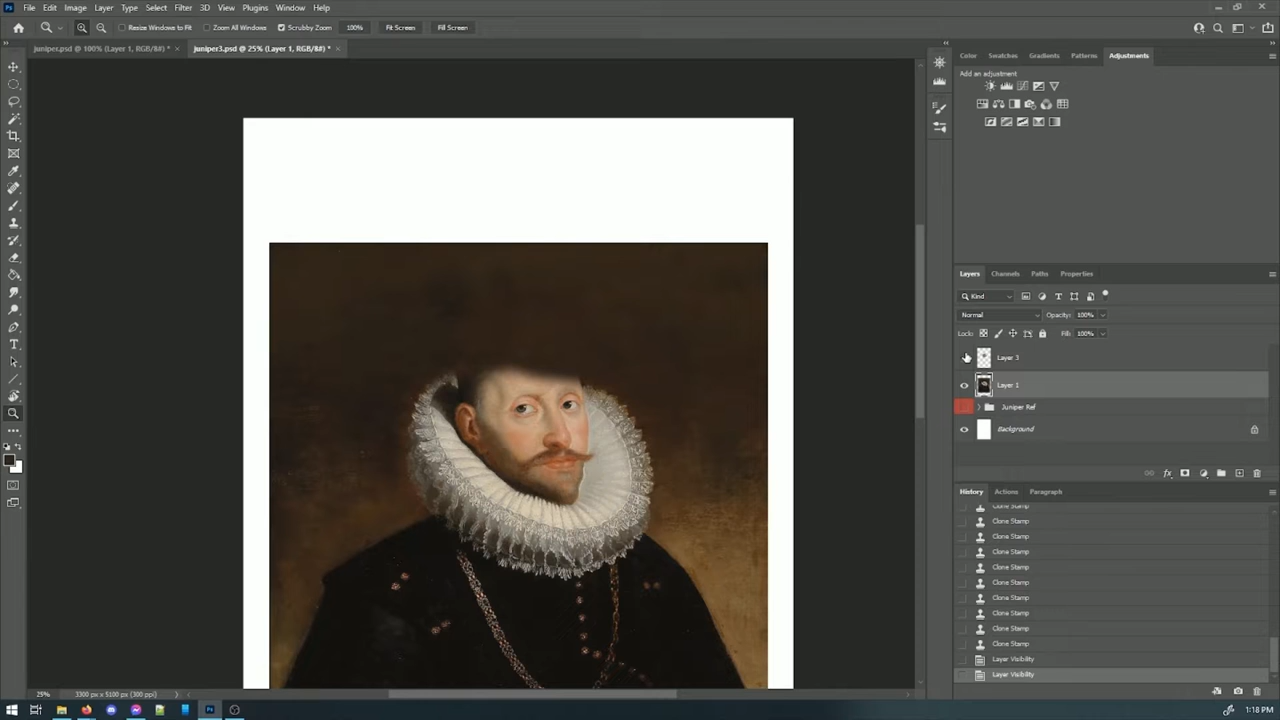 Ps File Edit Image Layer Type Select Filter 3D View Plugins Window Help
Resize Windows to Fit Zoom All Windows Scrubby Zoom 100% Fit Screen Fill Screen
juniper.psd @ 100% (Layer 1, RGB/8#) * × juniper3.psd @ 25% (Layer 1, RGB/8#) * ×
Color Swatches Gradients Patterns Adjustments
Add an adjustment
Layers Channels Paths Properties
Kind
Normal Opacity: 100%
Lock: Fill: 100%
Layer 3
Layer 1
Juniper Ref
Background
History Actions Paragraph
Clone Stamp
Clone Stamp
Clone Stamp
Clone Stamp
Clone Stamp
Clone Stamp
Clone Stamp
Clone Stamp
Clone Stamp
Clone Stamp
Layer Visibility
Layer Visibility
25% 3300 px x 5100 px (300 ppi)
Ps 1:18 PM